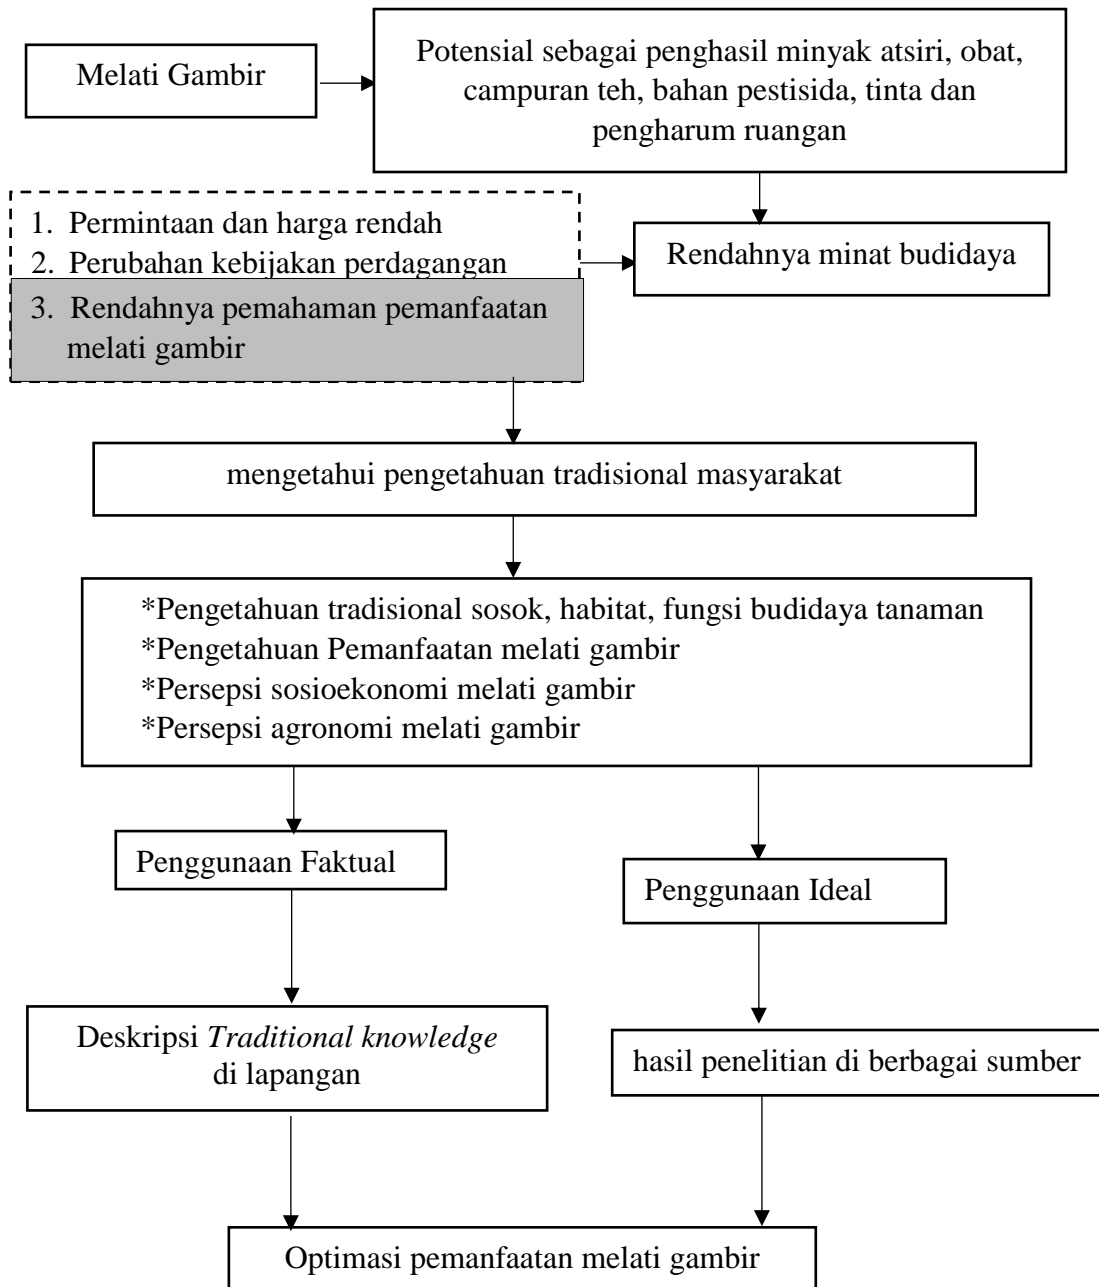 Melati Gambir
Potensial sebagai penghasil minyak atsiri, obat,
campuran teh, bahan pestisida, tinta dan
pengharum ruangan
1. Permintaan dan harga rendah
2. Perubahan kebijakan perdagangan
3. Rendahnya pemahaman pemanfaatan
melati gambir
Rendahnya minat budidaya
mengetahui pengetahuan tradisional masyarakat
*Pengetahuan tradisional sosok, habitat, fungsi budidaya tanaman
*Pengetahuan Pemanfaatan melati gambir
*Persepsi sosioekonomi melati gambir
*Persepsi agronomi melati gambir
Penggunaan Faktual
Penggunaan Ideal
Deskripsi Traditional knowledge
di lapangan
hasil penelitian di berbagai sumber
Optimasi pemanfaatan melati gambir